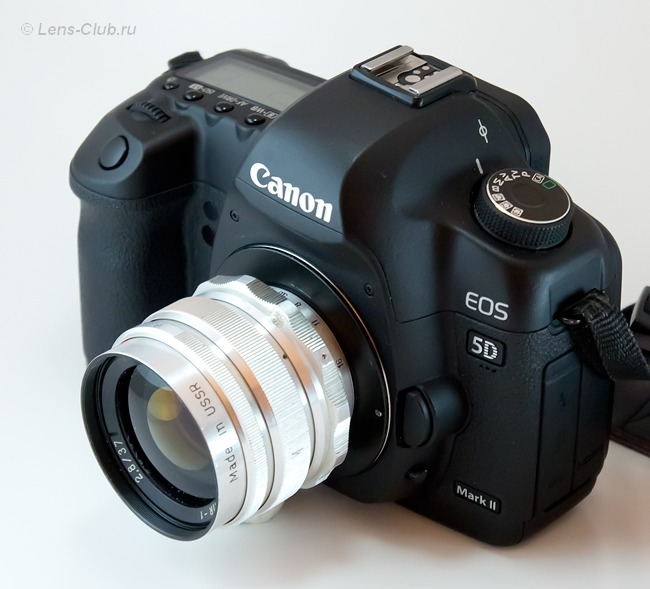 © Lens-Club.ru
Canon
EOS
5D
Mark II
Made in USSR
2.8/37